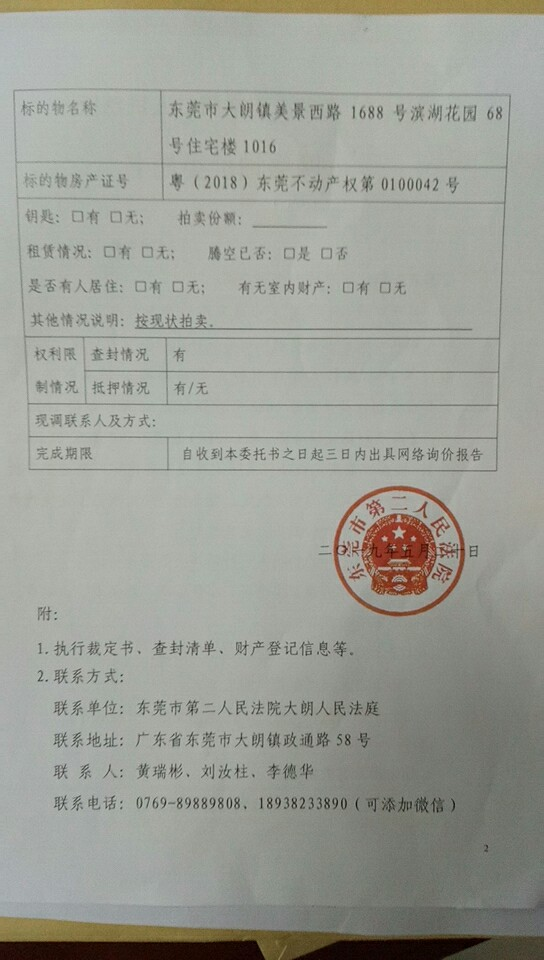 标的物名称 东莞市大朗镇美景西路 1688 号滨湖花园 68
号住宅楼1016
标的物房产证号 粤（2018）东莞不动产权第 0100042 号
钥匙：□有 □无； 拍卖份额：________
租赁情况：□有 □无； 腾空已否：□是 □否
是否有人居住：□有 □无； 有无室内财产：□有 □无
其他情况说明：按现状拍卖。
权利限 查封情况 有
制情况 抵押情况 有/无
现调联系人及方式：
完成期限 自收到本委托书之日起三日内出具网络询价报告
东莞市第二人民法院
二〇一九年五月 十一日
附：
1.执行裁定书、查封清单、财产登记信息等。
2.联系方式：
联系单位：东莞市第二人民法院大朗人民法庭
联系地址：广东省东莞市大朗镇政通路 58 号
联 系 人：黄瑞彬、刘汝柱、李德华
联系电话：0769-89889808、18938233890（可添加微信）
2